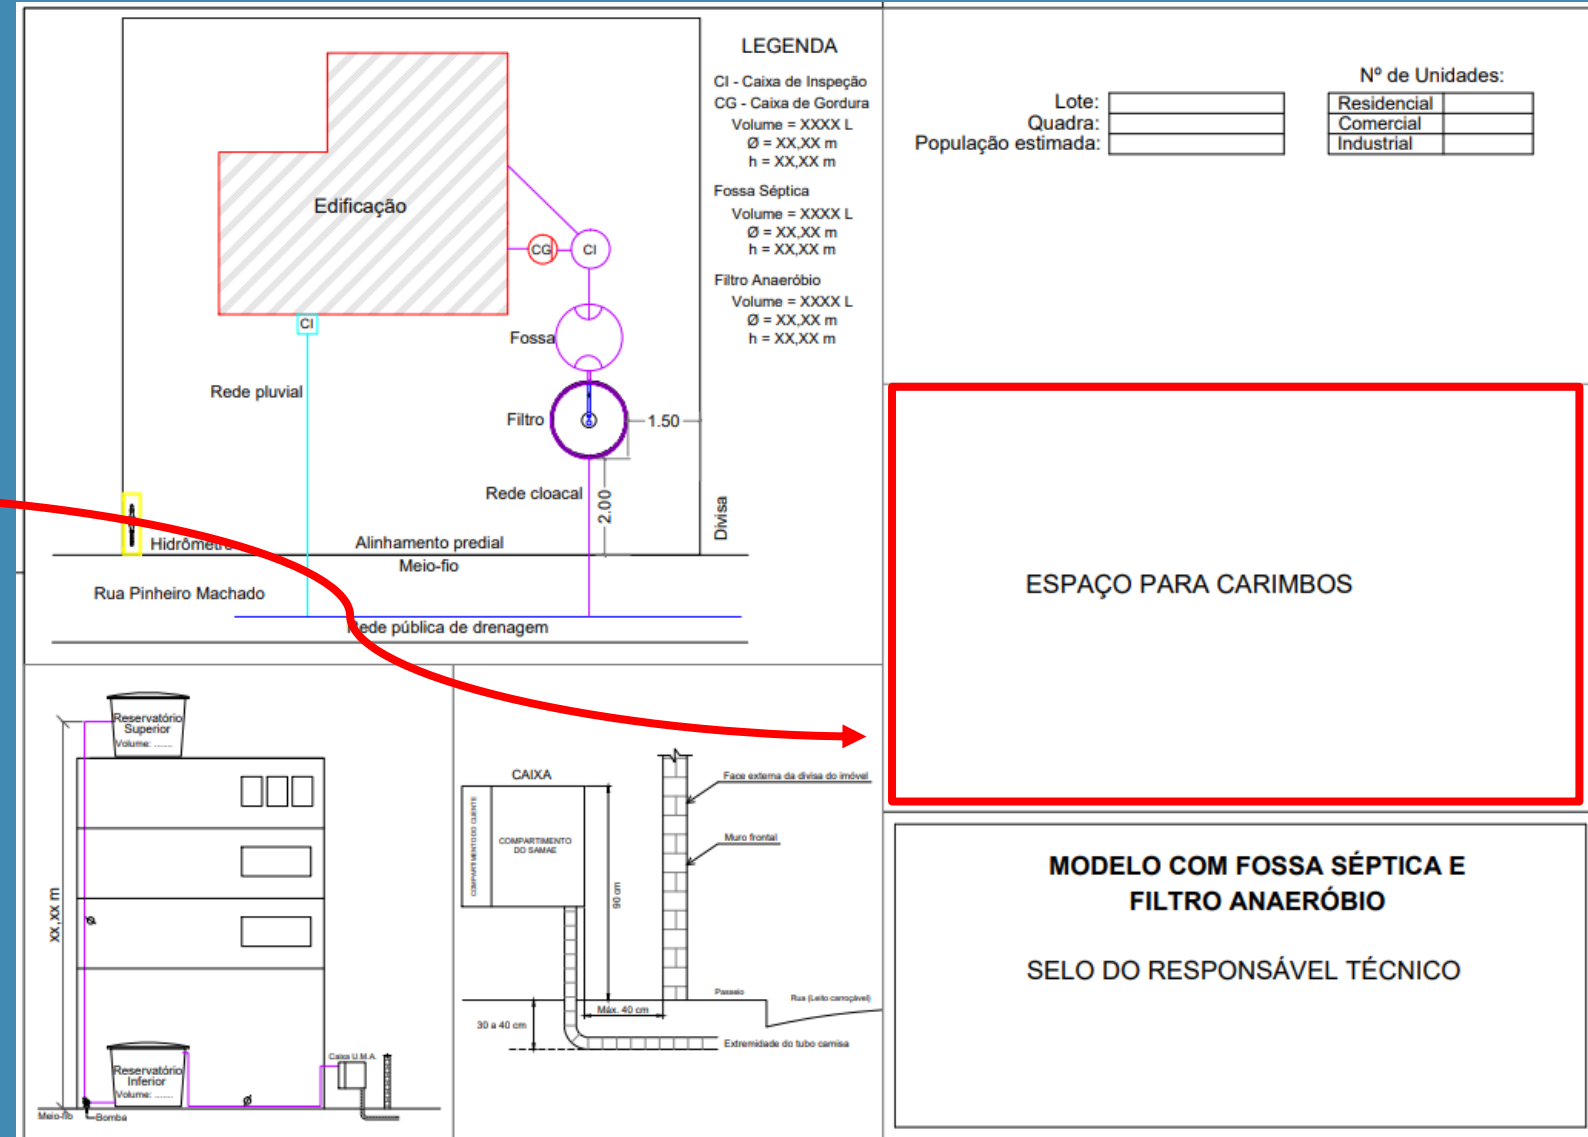 LEGENDA
CI - Caixa de Inspeção
CG - Caixa de Gordura
Volume = XXXX L
Ø = XX,XX m
h = XX,XX m
Fossa Séptica
Volume = XXXX L
Ø = XX,XX m
h = XX,XX m
Filtro Anaeróbio
Volume = XXXX L
Ø = XX,XX m
h = XX,XX m
Edificação
CG
CI
CI
Fossa
Rede pluvial
Filtro
1.50
Rede cloacal
2.00
Divisa
Hidrômetro
Alinhamento predial
Meio-fio
Rua Pinheiro Machado
Rede pública de drenagem
Nº de Unidades:
Lote:
Quadra:
População estimada:
Residencial
Comercial
Industrial
ESPAÇO PARA CARIMBOS
Reservatório
Superior
Volume: ........
XX,XX m
Ø
Reservatório
Inferior
Volume: ........
Ø
Caixa U.M.A.
Meio-fio
Bomba
CAIXA
COMPARTIMENTO DO CLIENTE
COMPARTIMENTO
DO SAMAE
90 cm
Face externa da divisa do imóvel
Muro frontal
Passeio
Rua (Leito carroçável)
Máx. 40 cm
30 a 40 cm
Extremidade do tubo camisa
MODELO COM FOSSA SÉPTICA E
FILTRO ANAERÓBIO
SELO DO RESPONSÁVEL TÉCNICO